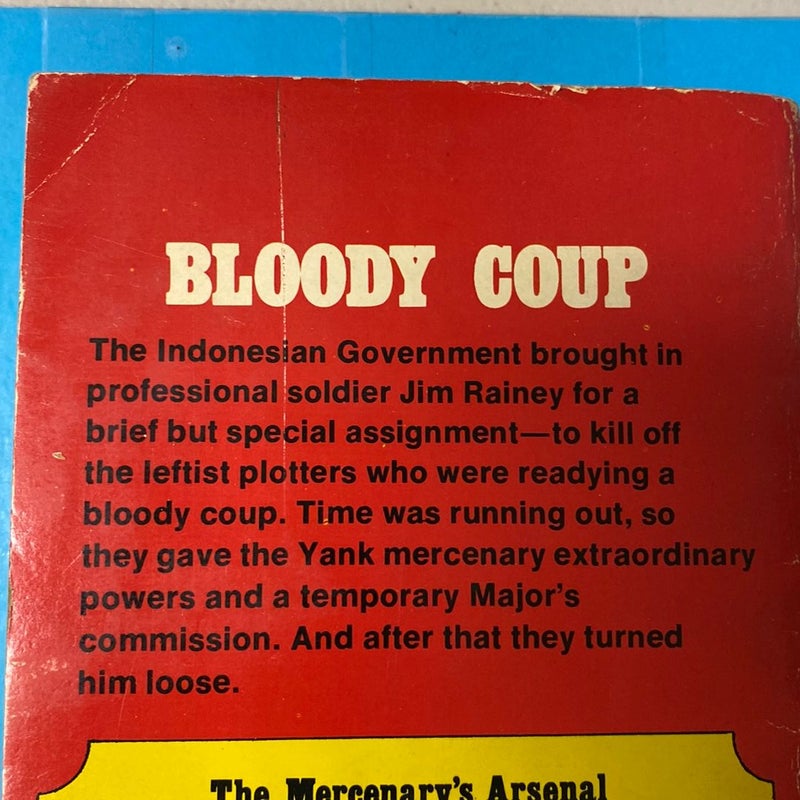 BLOODY COUP
The Indonesian Government brought in
professional soldier Jim Rainey for a
brief but special assignment—to kill off
the leftist plotters who were readying a
bloody coup. Time was running out, so
they gave the Yank mercenary extraordinary
powers and a temporary Major's
commission. And after that they turned
him loose.
The Mercenary's Arsenal